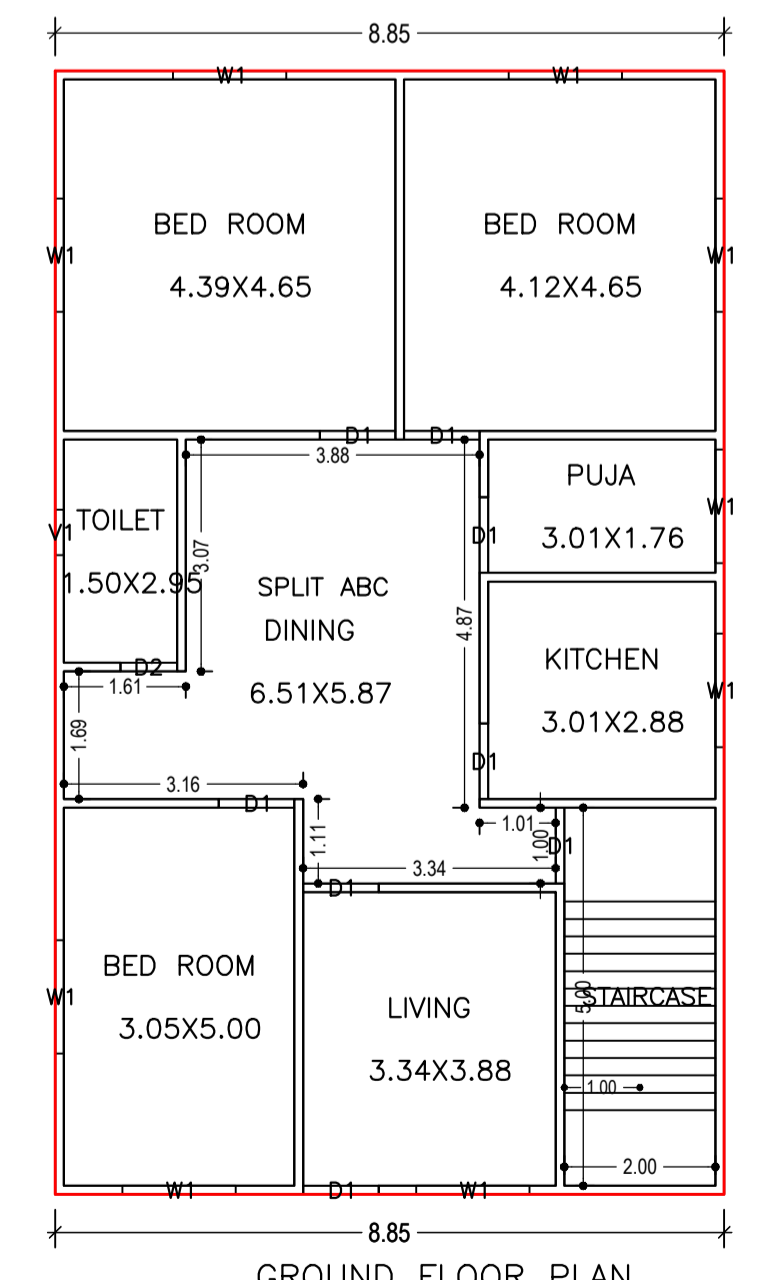 8.85
W1
W1
BED ROOM
BED ROOM
W1
W1
4.39X4.65
4.12X4.65
D1
D1
3.88
PUJA
W1
TOILET
V1
D1
3.01X1.76
3.07
1.50X2.95
SPLIT ABC
DINING
4.87
KITCHEN
D2
1.61
6.51X5.87
W1
3.01X2.88
1.69
D1
3.16
D1
1.01
1.11
1.00
D1
3.34
D1
BED ROOM
W1
STAIRCASE
5.00
LIVING
3.05X5.00
3.34X3.88
1.00
2.00
W1
D1
W1
8.85
GROUND FLOOR PLAN